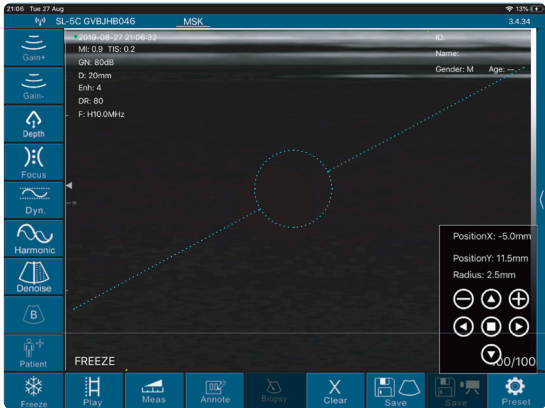 21:06 Tue 27 Aug
13%
SL-5C GVBJHB046
MSK
3.4.34
Gain+
Gain-
Depth
Focus
Dyn.
Harmonic
Denoise
B
Patient
Freeze
2019-08-27 21:06:32
MI: 0.9 TIS: 0.2
GN: 80dB
D: 20mm
Enh: 4
DR: 80
F: H10.0MHz
ID:
Name:
Gender: M Age: --.--
10
PositionX: -5.0mm
PositionY: 11.5mm
Radius: 2.5mm
FREEZE
100/100
Play
Meas
Annote
Biopsy
Clear
Save
Save
Preset